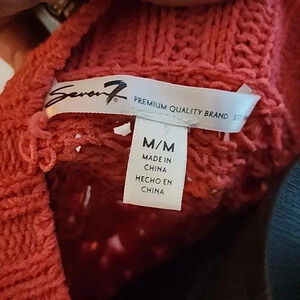 Seven7
PREMIUM QUALITY BRAND
M/M
MADE IN
CHINA
HECHO EN
CHINA